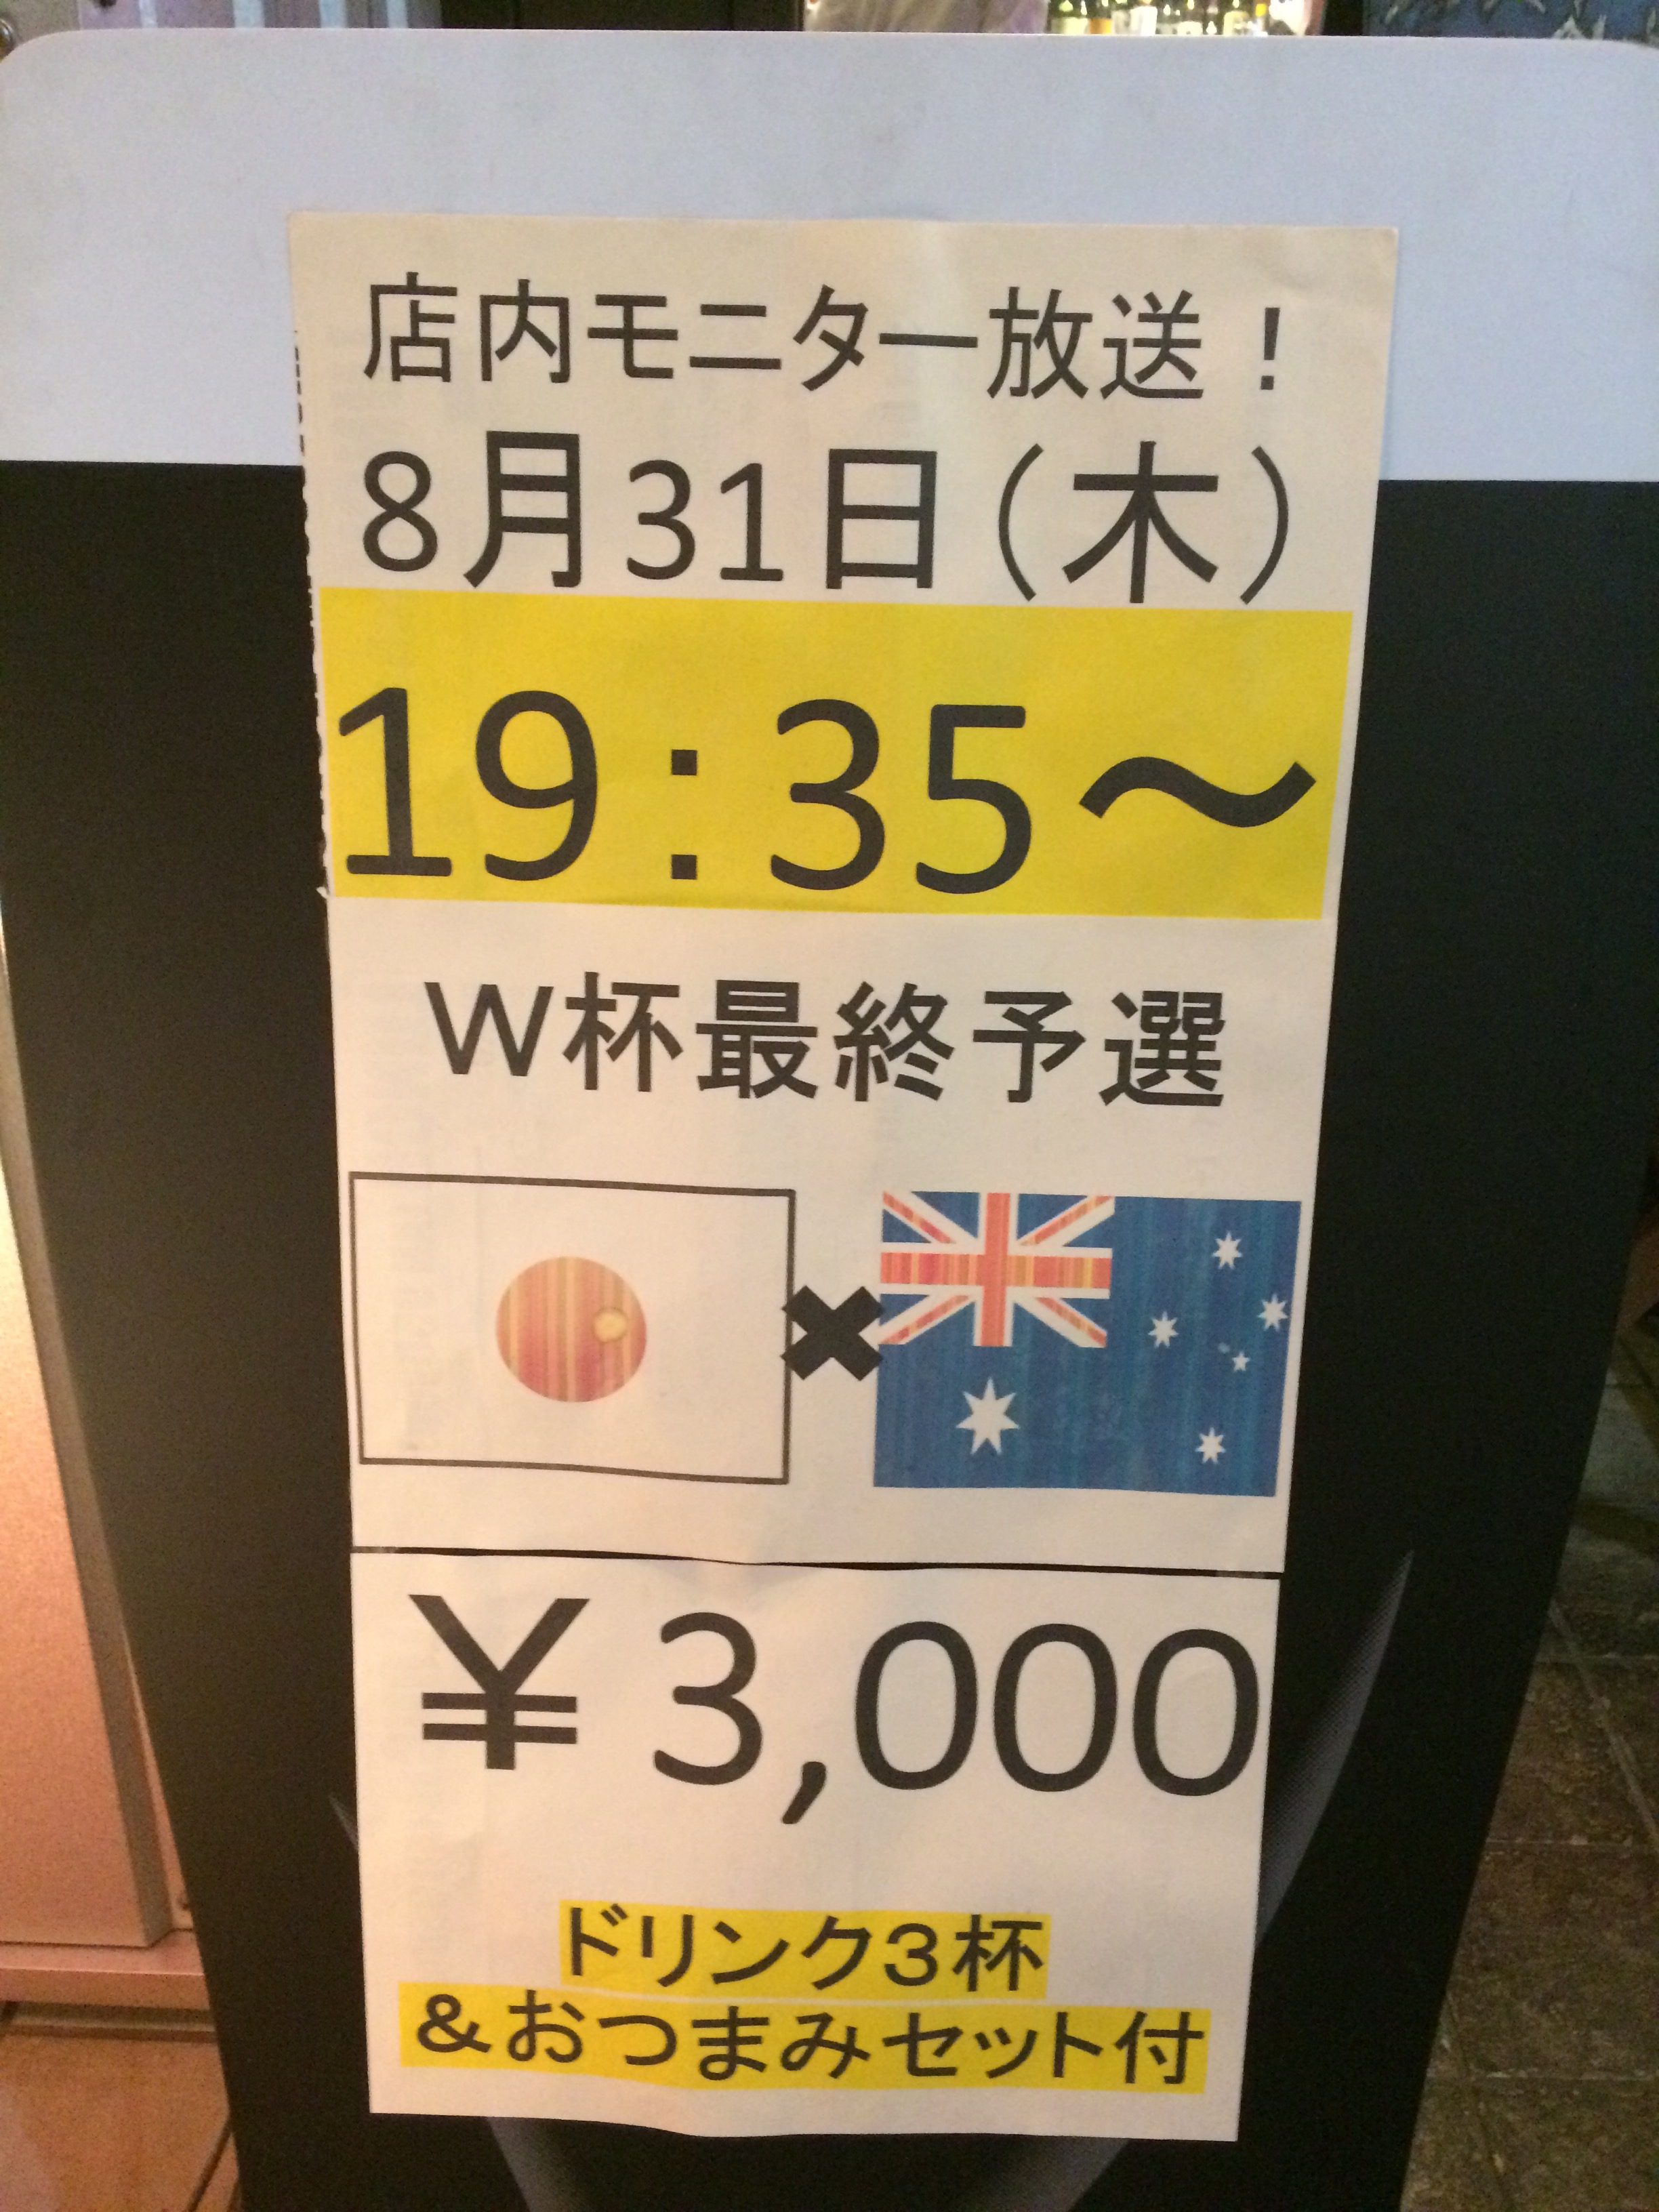 店内モニター放送！
8月31日（木）
19：35～
W杯最終予選
✖
￥3,000
ドリンク3杯
＆おつまみセット付